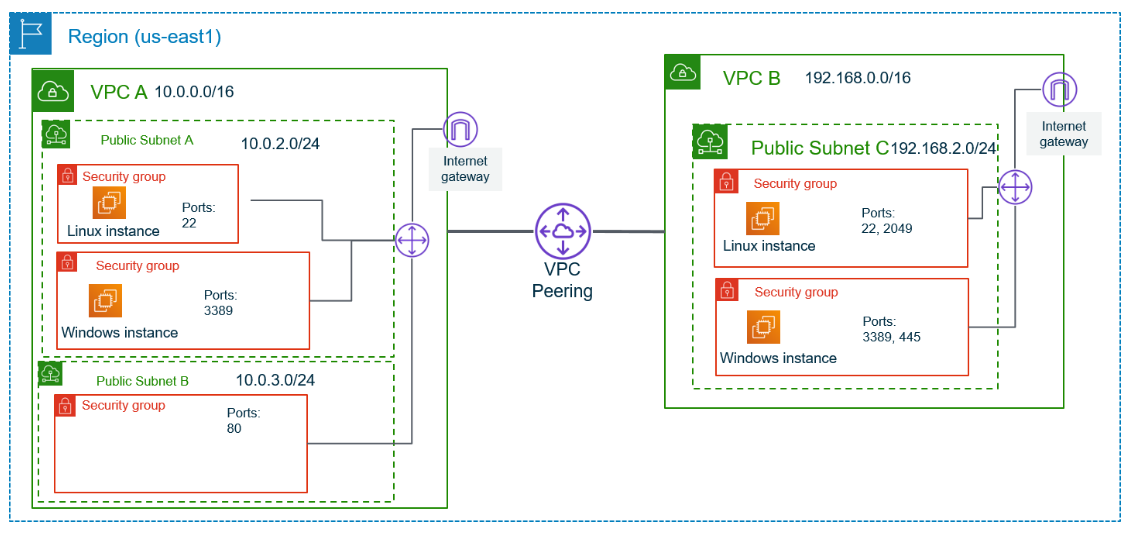 Region (us-east1)
VPC A 10.0.0.0/16
Public Subnet A 10.0.2.0/24
Security group
Ports:
22
Linux instance
Security group
Ports:
3389
Windows instance
Public Subnet B 10.0.3.0/24
Security group
Ports:
80
Internet
gateway
VPC
Peering
VPC B 192.168.0.0/16
Internet
gateway
Public Subnet C 192.168.2.0/24
Security group
Ports:
22, 2049
Linux instance
Security group
Ports:
3389, 445
Windows instance